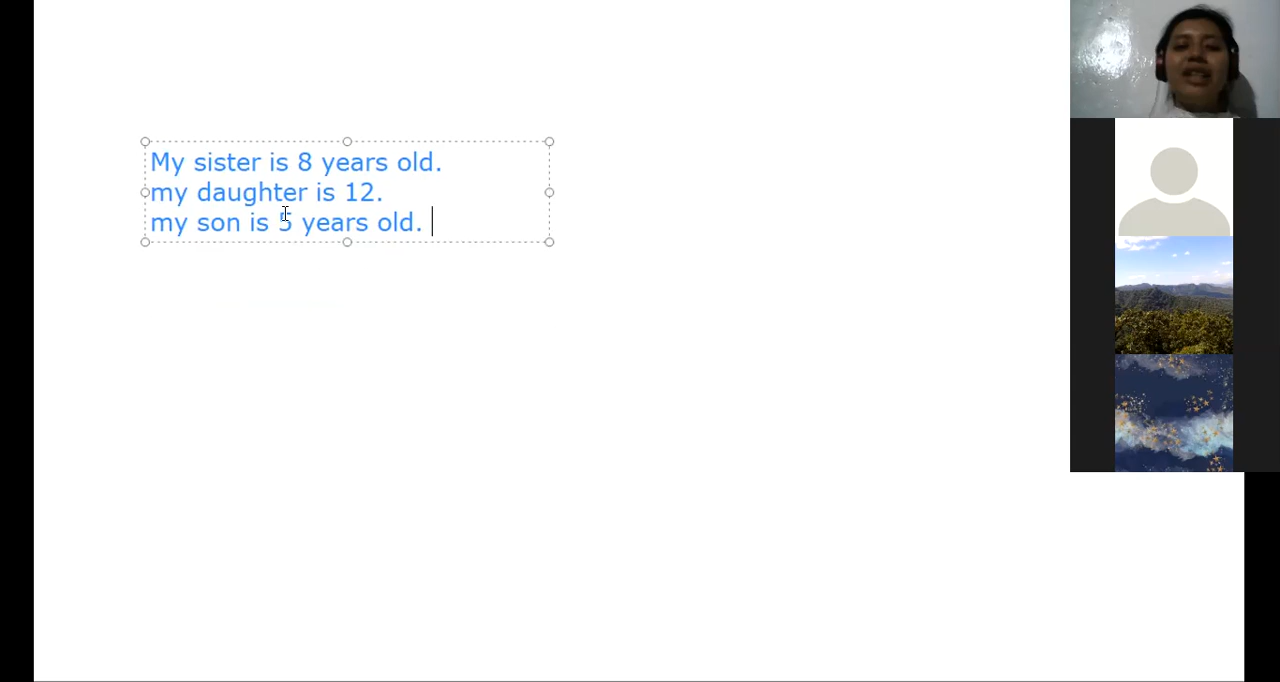 My sister is 8 years old.
my daughter is 12.
my son is 5 years old.